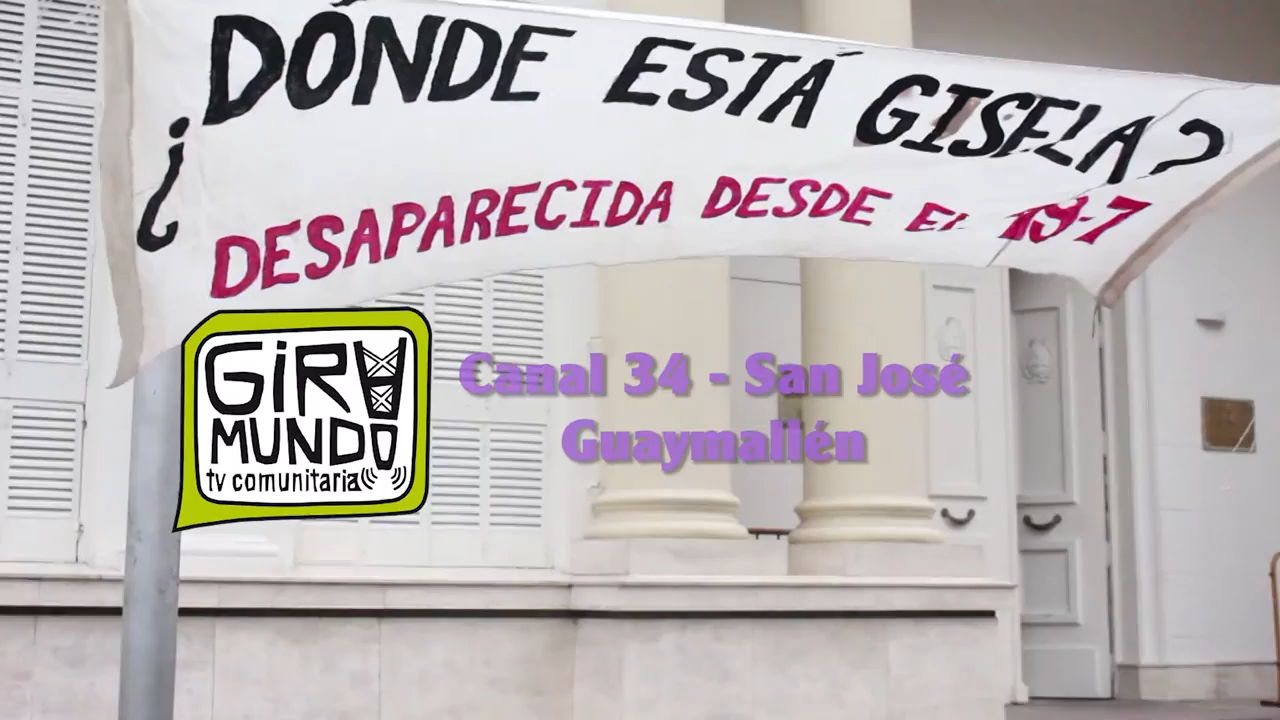 ¿DÓNDE ESTÁ GISELA?
DESAPARECIDA DESDE EL 19-7
GIRA
MUNDO
tv comunitaria
Canal 34 - San José
Guaymallén